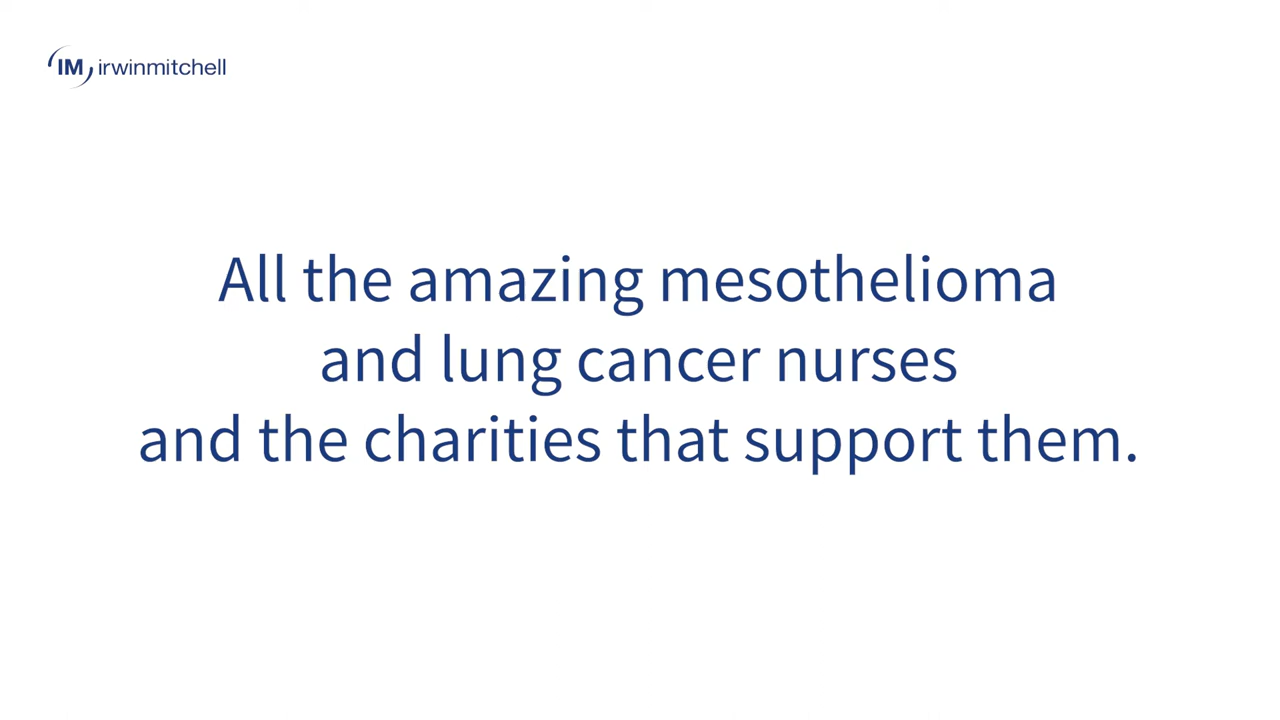 IM irwinmitchell
All the amazing mesothelioma
and lung cancer nurses
and the charities that support them.